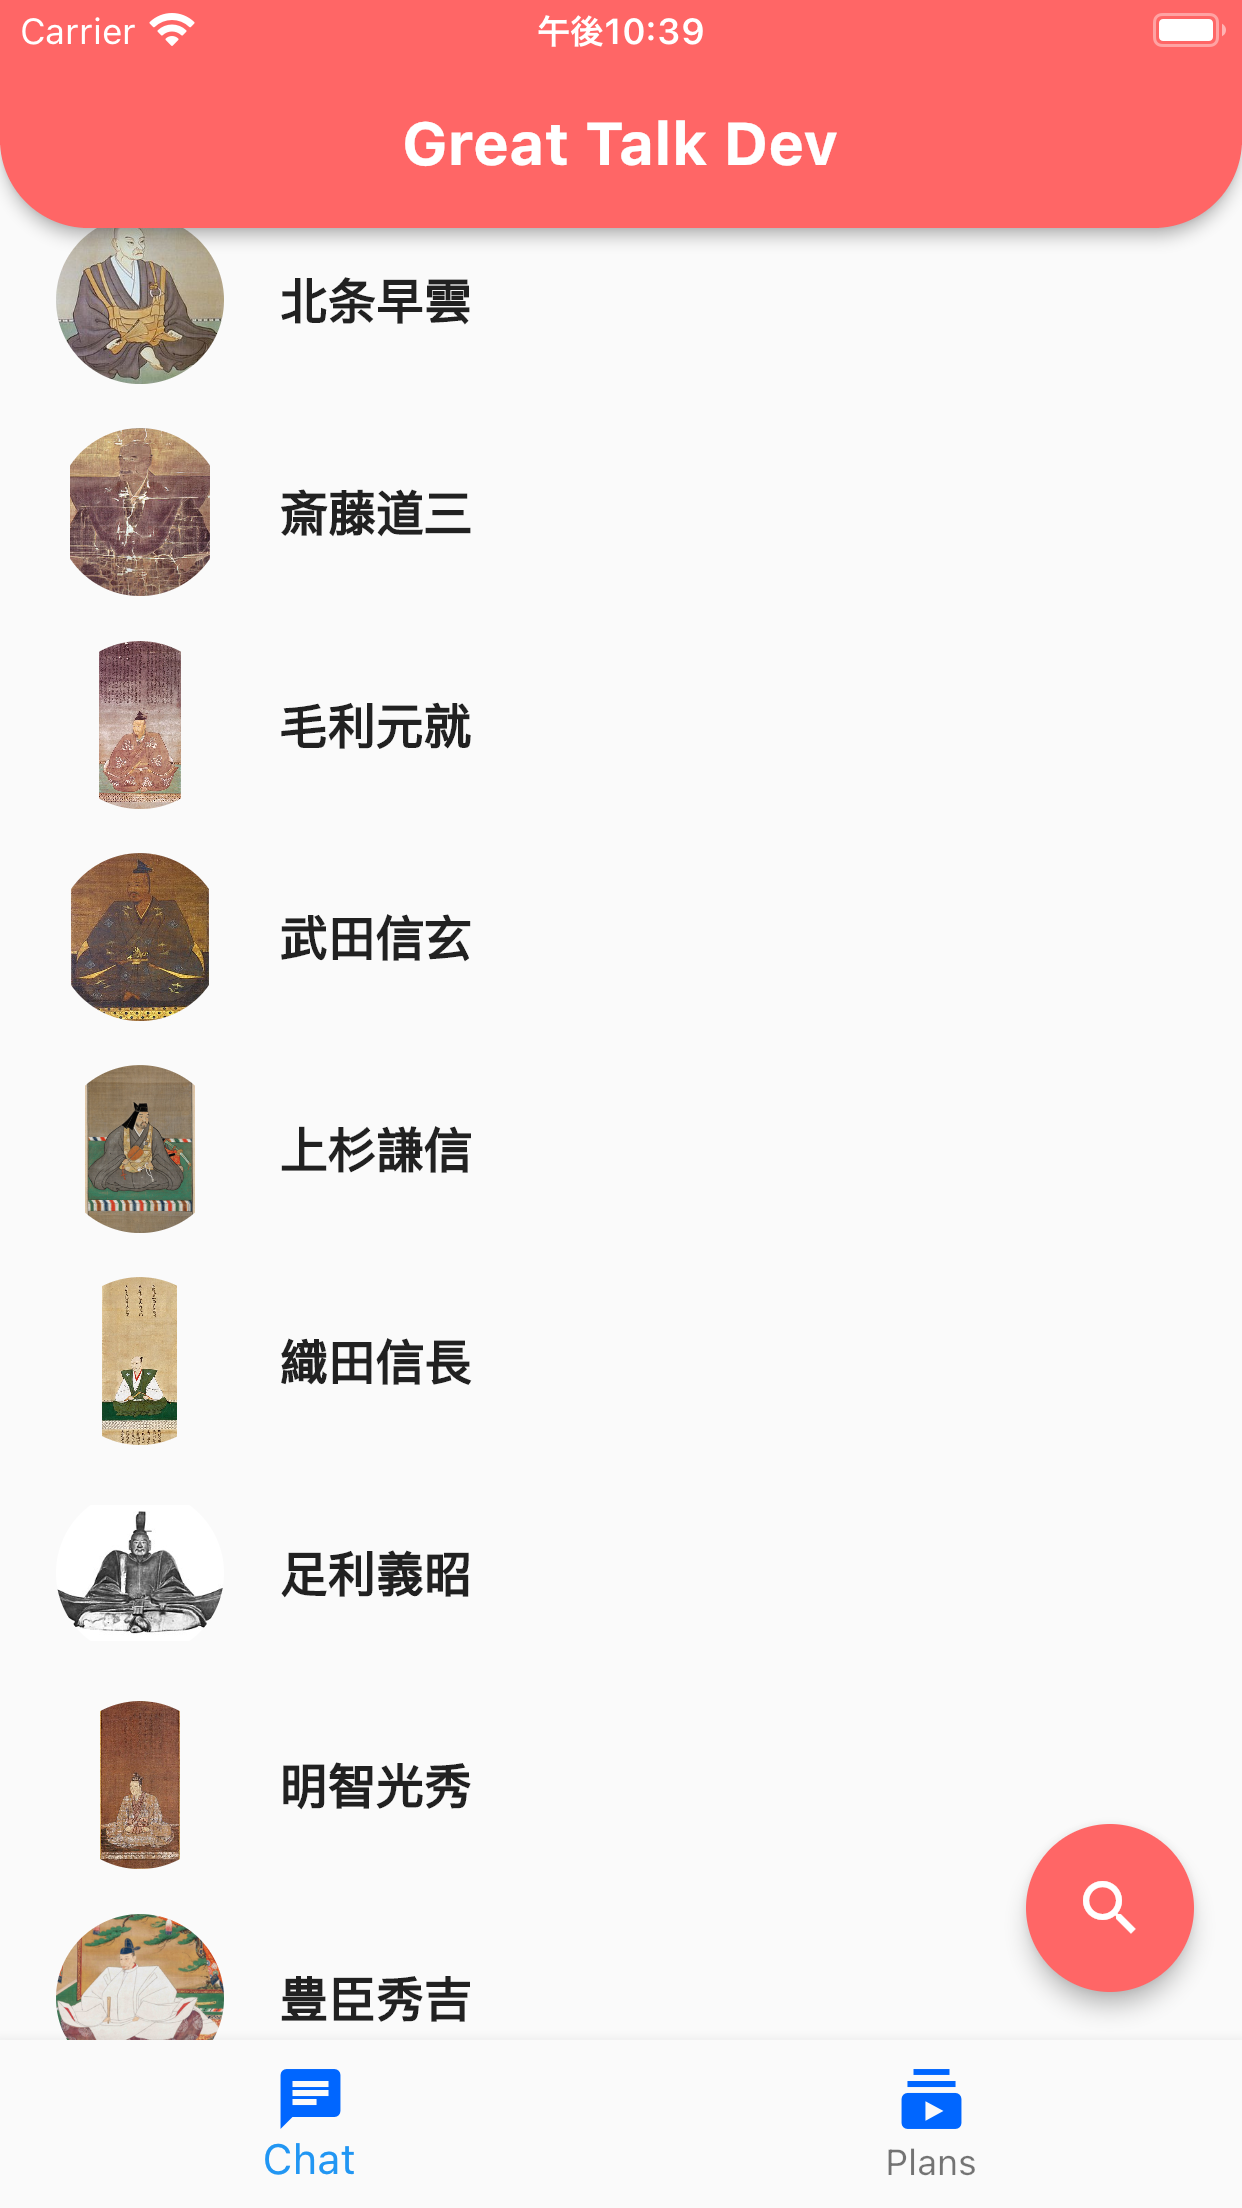 Carrier 午後10:39
Great Talk Dev
北条早雲
斎藤道三
毛利元就
武田信玄
上杉謙信
織田信長
足利義昭
明智光秀
豊臣秀吉
Chat
Plans